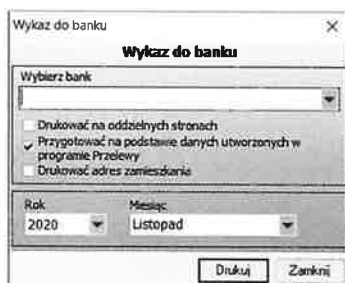 Wykaz do banku
Wykaz do banku
Wybierz bank
Drukować na oddzielnych stronach
Przygotować na podstawie danych utworzonych w
programie Przelewy
Drukować adres zamieszkania
Rok
Miesiąc
2020
Listopad
Drukuj
Zamknij